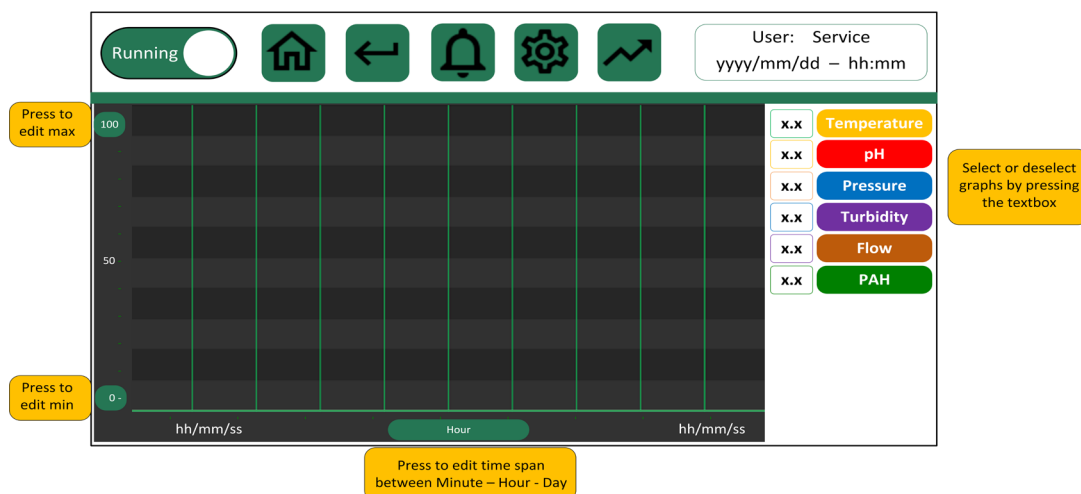 Running
User: Service
yyyy/mm/dd – hh:mm
Press to
edit max
100
50
0 -
Press to
edit min
x.x Temperature
x.x pH
x.x Pressure
x.x Turbidity
x.x Flow
x.x PAH
Select or deselect
graphs by pressing
the textbox
hh/mm/ss
Hour
hh/mm/ss
Press to edit time span
between Minute – Hour - Day